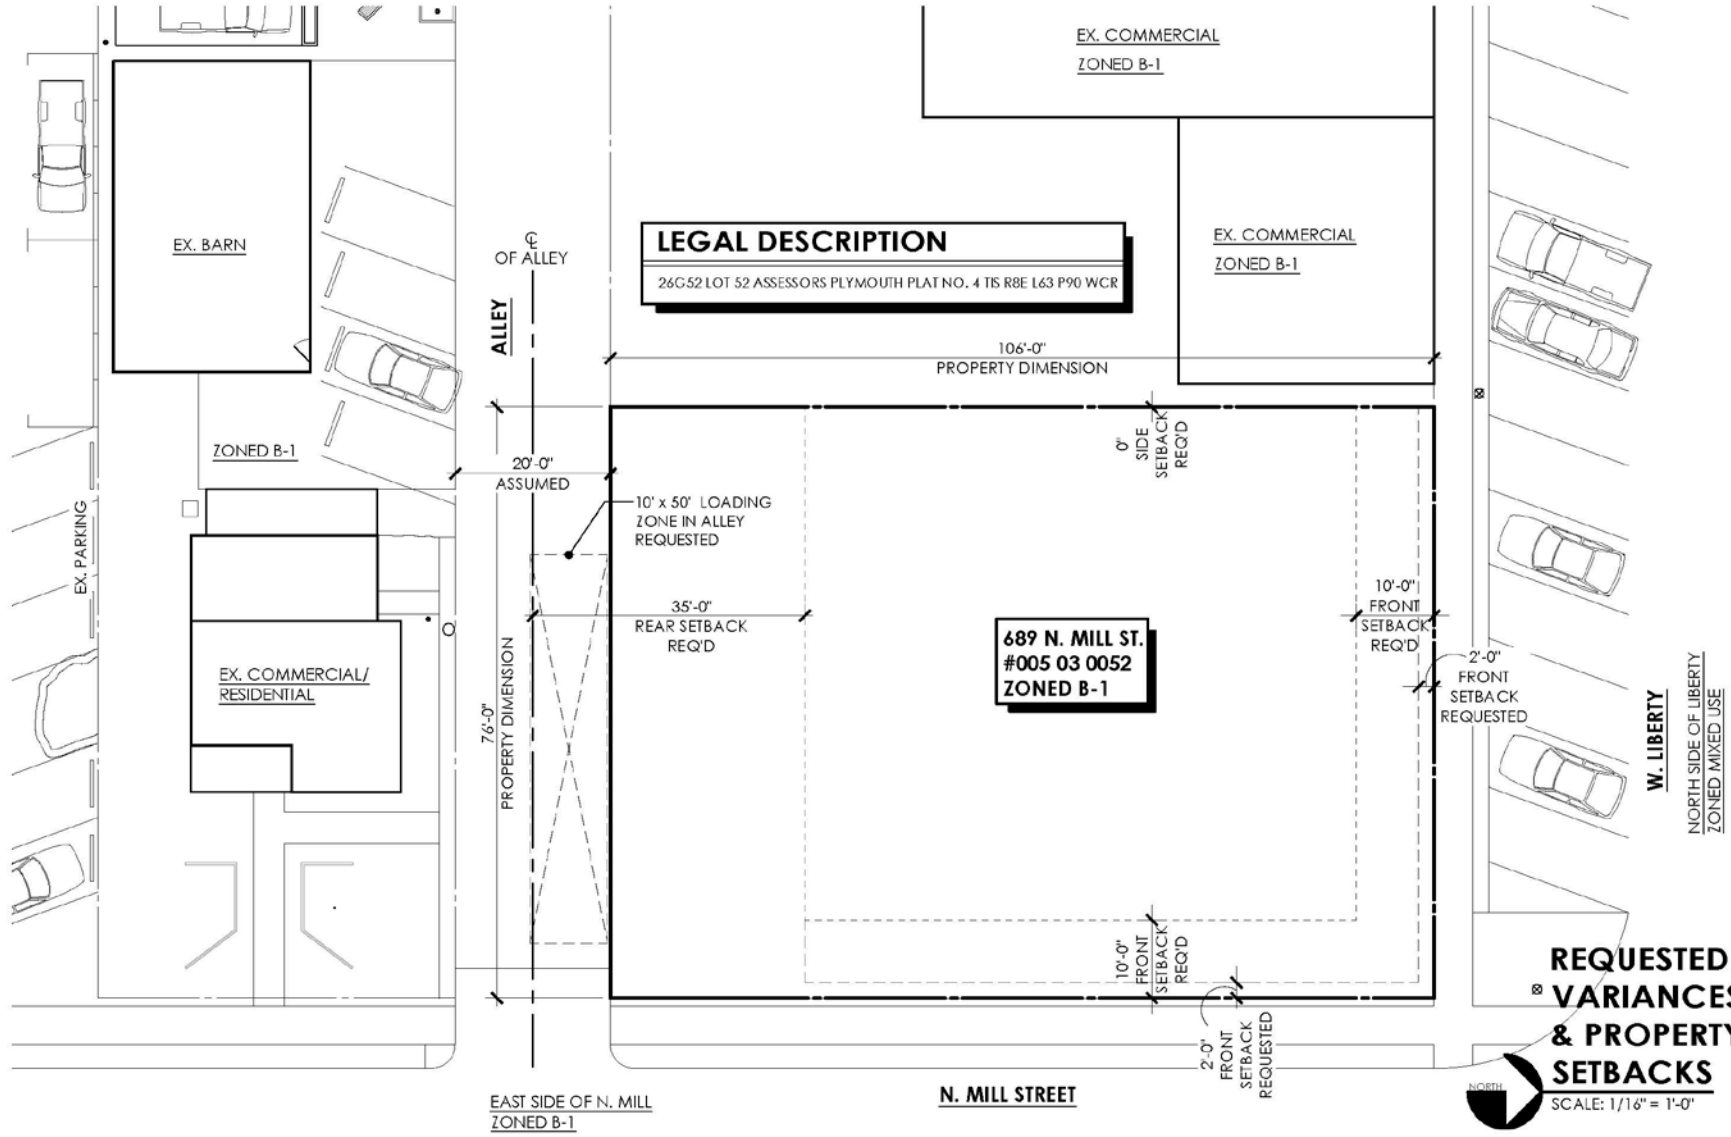 EX. COMMERCIAL
ZONED B-1
EX. BARN
℄
OF ALLEY
ALLEY
LEGAL DESCRIPTION
26G52 LOT 52 ASSESSORS PLYMOUTH PLAT NO. 4 TIS R8E L63 P90 WCR
EX. COMMERCIAL
ZONED B-1
106'-0"
PROPERTY DIMENSION
0"
SIDE
SETBACK
REQ'D
ZONED B-1
20'-0"
ASSUMED
10' x 50' LOADING
ZONE IN ALLEY
REQUESTED
EX. PARKING
35'-0"
REAR SETBACK
REQ'D
10'-0"
FRONT
SETBACK
REQ'D
689 N. MILL ST.
#005 03 0052
ZONED B-1
2'-0"
FRONT
SETBACK
REQUESTED
EX. COMMERCIAL/
RESIDENTIAL
76'-0"
PROPERTY DIMENSION
W. LIBERTY
NORTH SIDE OF LIBERTY
ZONED MIXED USE
10'-0"
FRONT
SETBACK
REQ'D
2'-0"
FRONT
SETBACK
REQUESTED
EAST SIDE OF N. MILL
ZONED B-1
N. MILL STREET
NORTH
REQUESTED
VARIANCES
& PROPERTY
SETBACKS
SCALE: 1/16" = 1'-0"